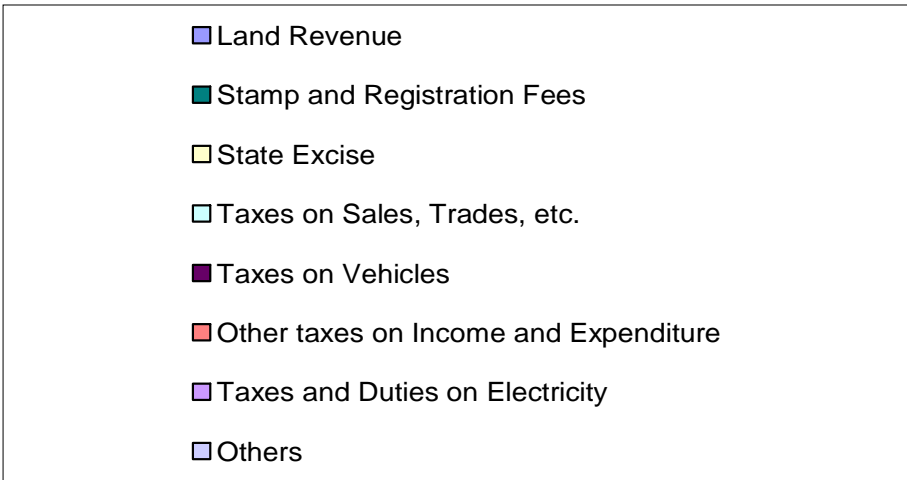 Land Revenue
Stamp and Registration Fees
State Excise
Taxes on Sales, Trades, etc.
Taxes on Vehicles
Other taxes on Income and Expenditure
Taxes and Duties on Electricity
Others